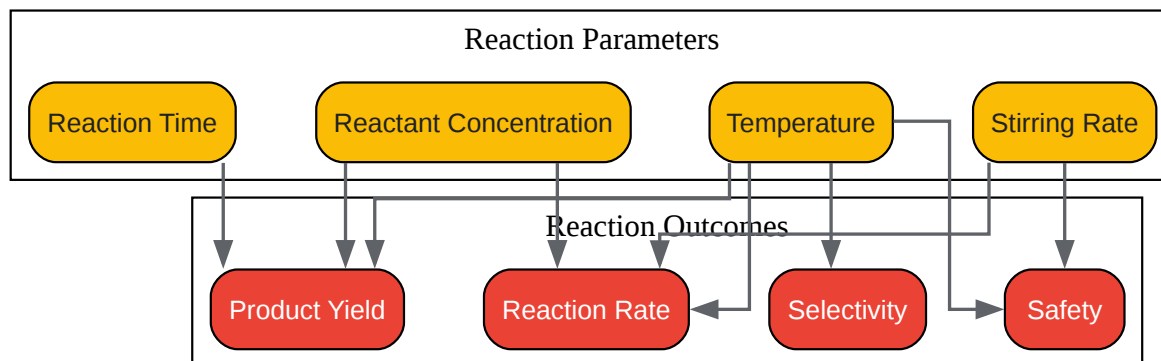 Reaction Parameters
Reaction Time
Reactant Concentration
Temperature
Stirring Rate
Reaction Outcomes
Product Yield
Reaction Rate
Selectivity
Safety